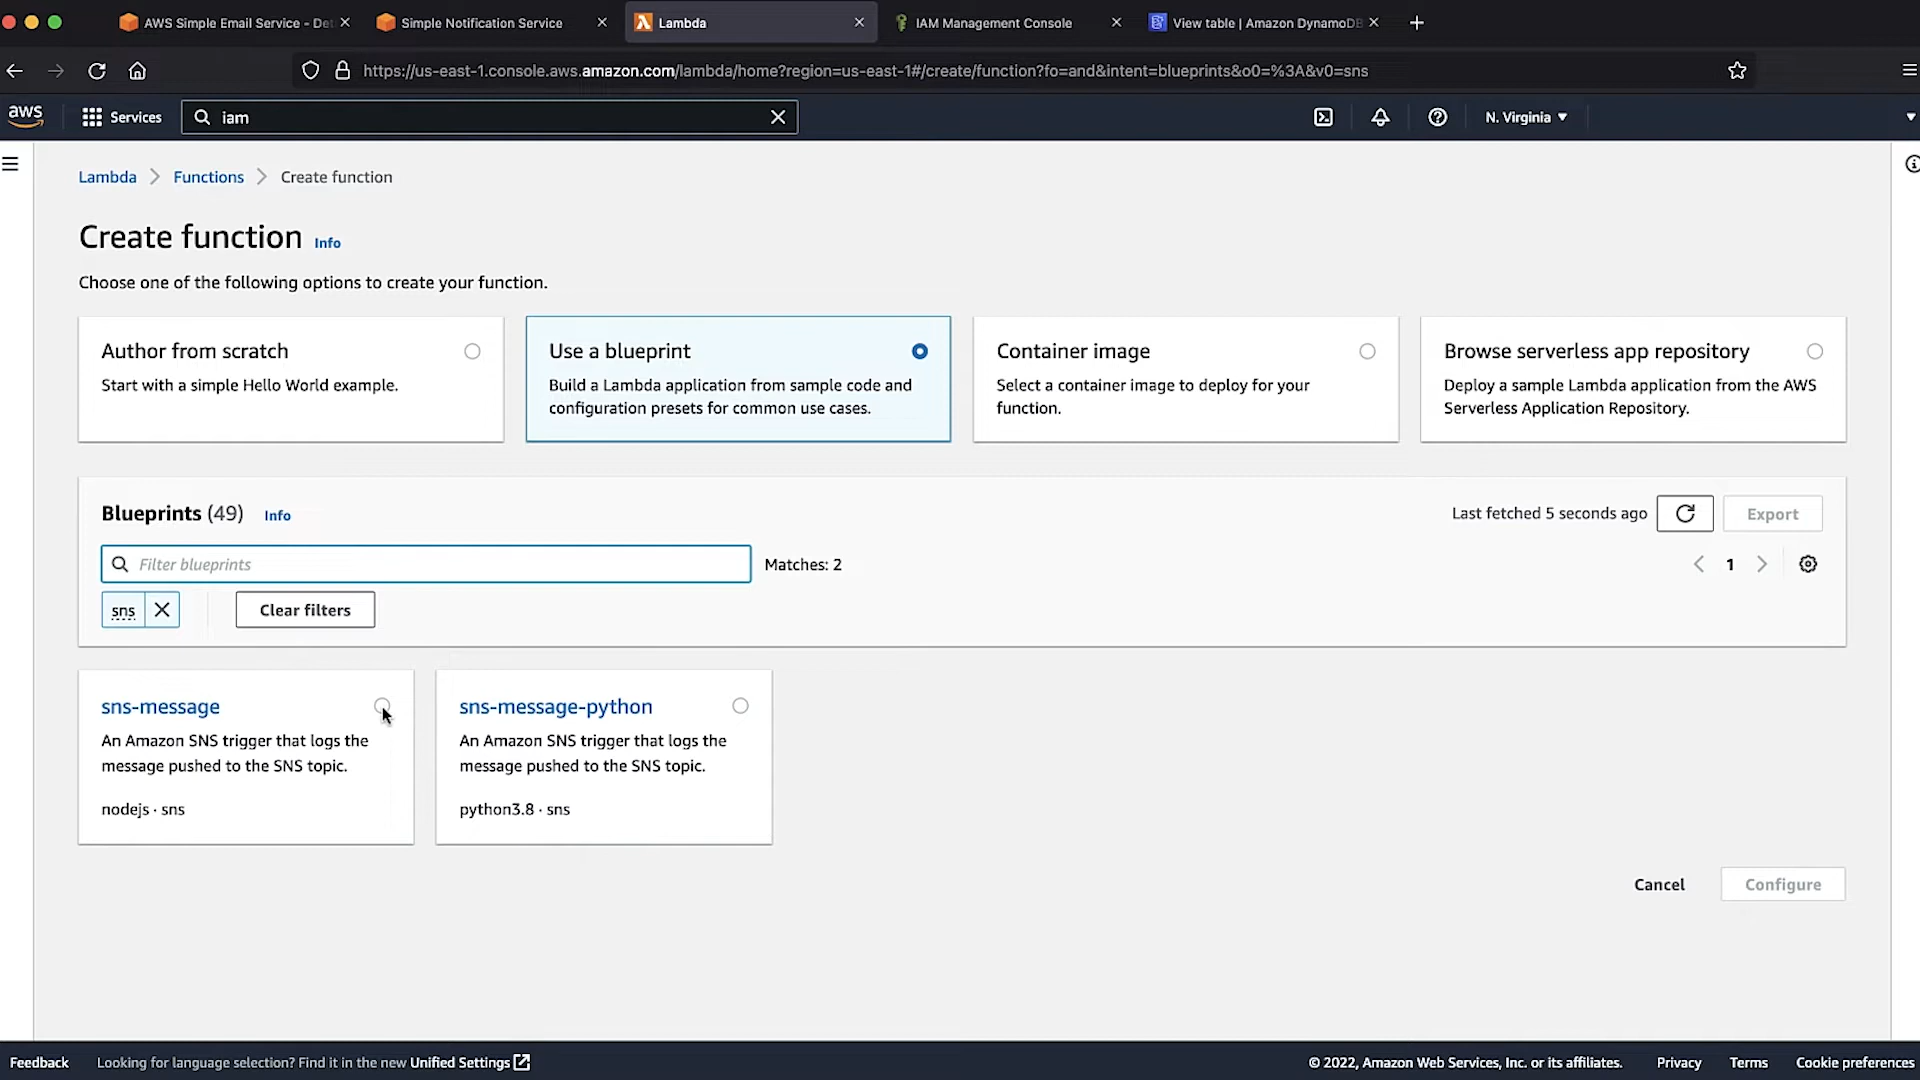 AWS Simple Email Service - De
Simple Notification Service
Lambda
IAM Management Console
View table | Amazon DynamoDB
https://us-east-1.console.aws.amazon.com/lambda/home?region=us-east-1#/create/function?fo=and&intent=blueprints&o0=%3A&v0=sns
aws
Services
iam
N. Virginia
Lambda
Functions
Create function
Create function Info
Choose one of the following options to create your function.
Author from scratch
Start with a simple Hello World example.
Use a blueprint
Build a Lambda application from sample code and
configuration presets for common use cases.
Container image
Select a container image to deploy for your
function.
Browse serverless app repository
Deploy a sample Lambda application from the AWS
Serverless Application Repository.
Blueprints (49) Info
Last fetched 5 seconds ago
Export
Filter blueprints
Matches: 2
1
sns
Clear filters
sns-message
An Amazon SNS trigger that logs the
message pushed to the SNS topic.
nodejs · sns
sns-message-python
An Amazon SNS trigger that logs the
message pushed to the SNS topic.
python3.8 · sns
Cancel
Configure
Feedback
Looking for language selection? Find it in the new Unified Settings
© 2022, Amazon Web Services, Inc. or its affiliates.
Privacy
Terms
Cookie preferences